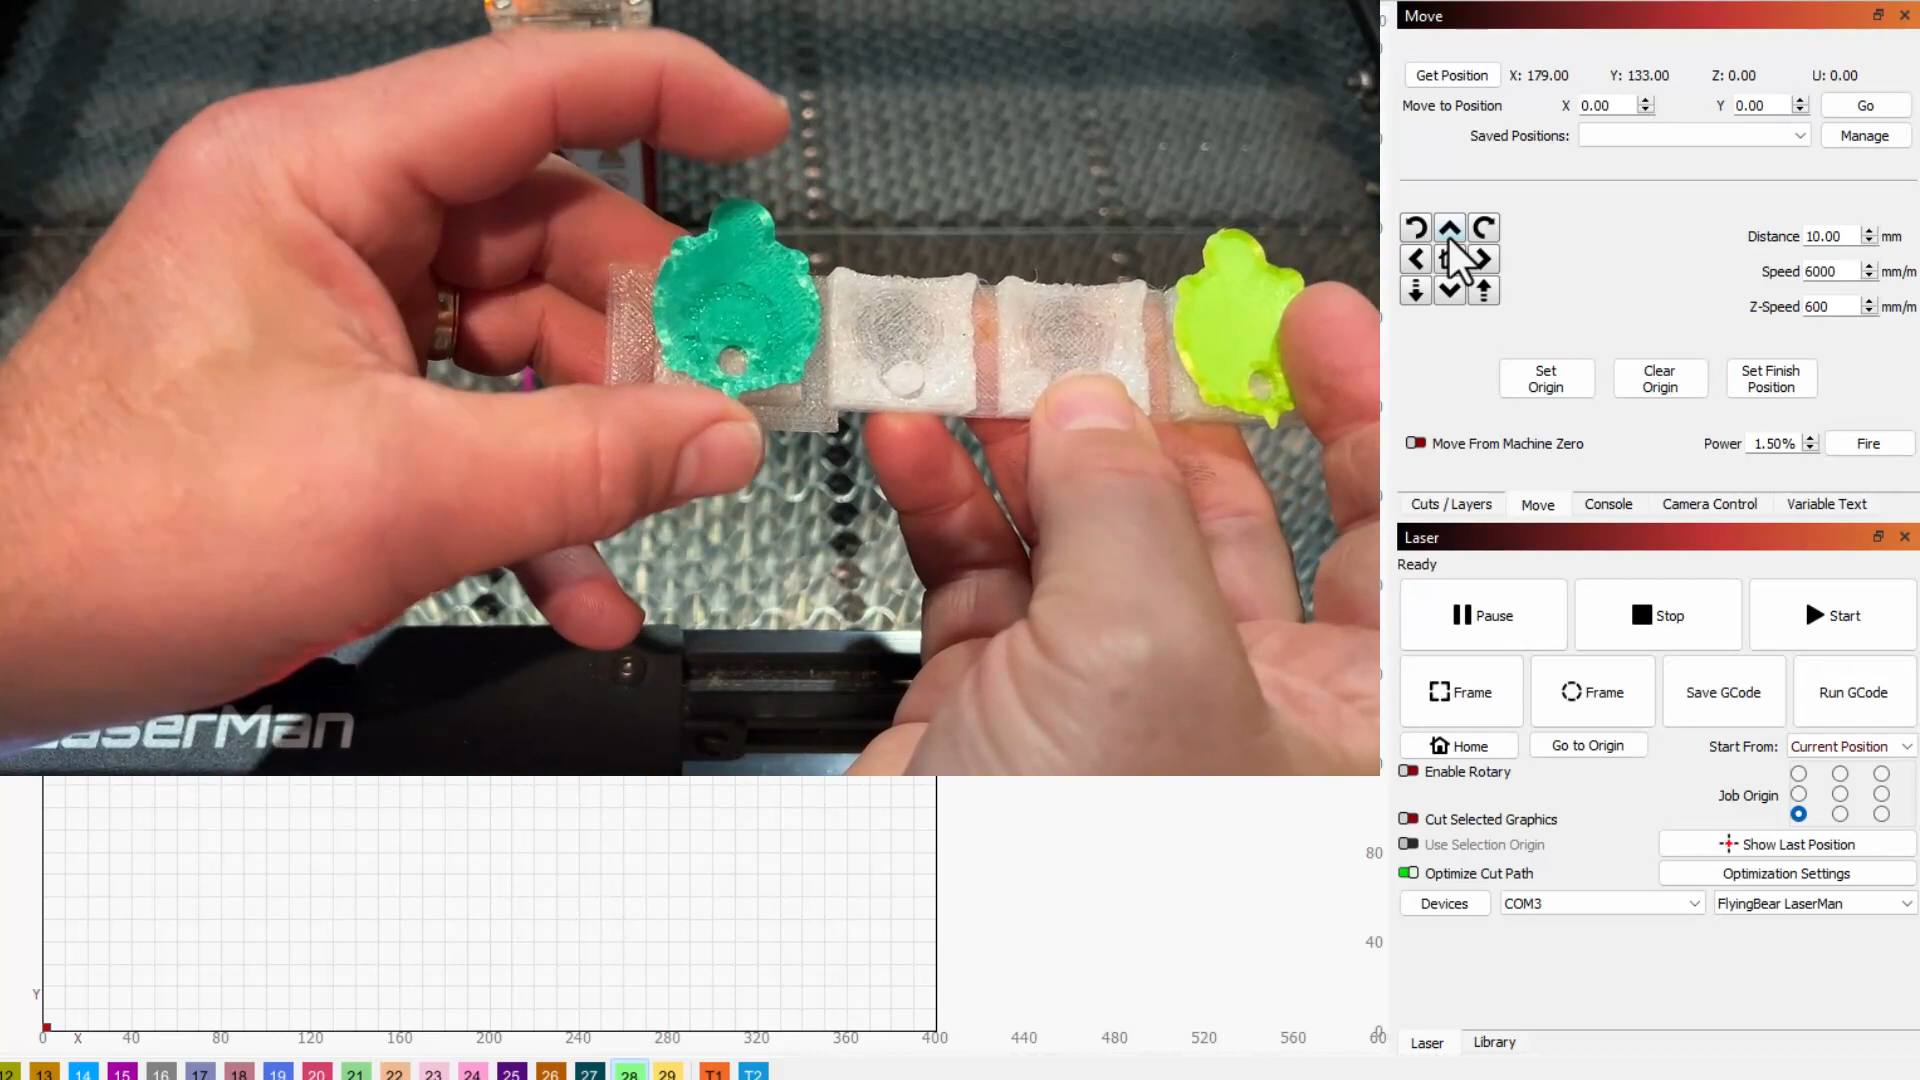 Move
Get Position X: 179.00 Y: 133.00 Z: 0.00 U: 0.00
Move to Position X 0.00 Y 0.00 Go
Saved Positions: Manage
Distance 10.00 mm
Speed 6000 mm/m
Z-Speed 600 mm/m
Set Origin
Clear Origin
Set Finish Position
Move From Machine Zero Power 1.50% Fire
Cuts / Layers Move Console Camera Control Variable Text
Laser
Ready
Pause Stop Start
Frame Frame Save GCode Run GCode
Home Go to Origin Start From: Current Position
Enable Rotary
Job Origin
Cut Selected Graphics
Use Selection Origin Show Last Position
Optimize Cut Path Optimization Settings
Devices COM3 FlyingBear LaserMan
Laser Library
LaserMan
80
40
Y
0 X 40 80 120 160 200 240 280 320 360 400 440 480 520 560
12 13 14 15 16 17 18 19 20 21 22 23 24 25 26 27 28 29 T1 T2